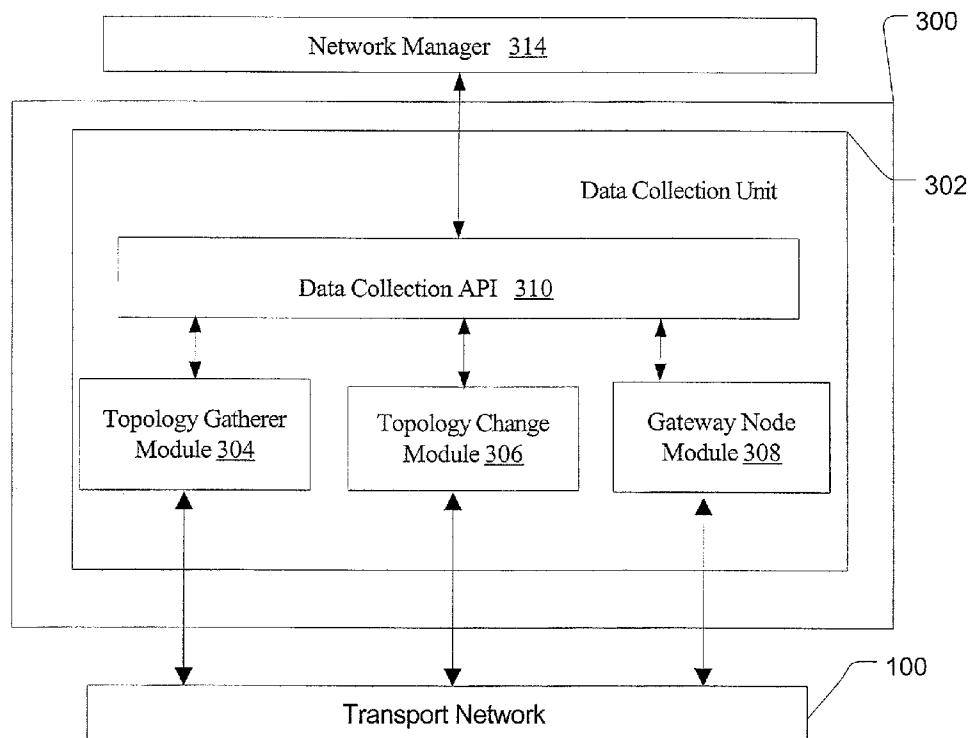 300
Network Manager 314
302
Data Collection Unit
Data Collection API 310
Topology Gatherer
Module 304
Topology Change
Module 306
Gateway Node
Module 308
100
Transport Network